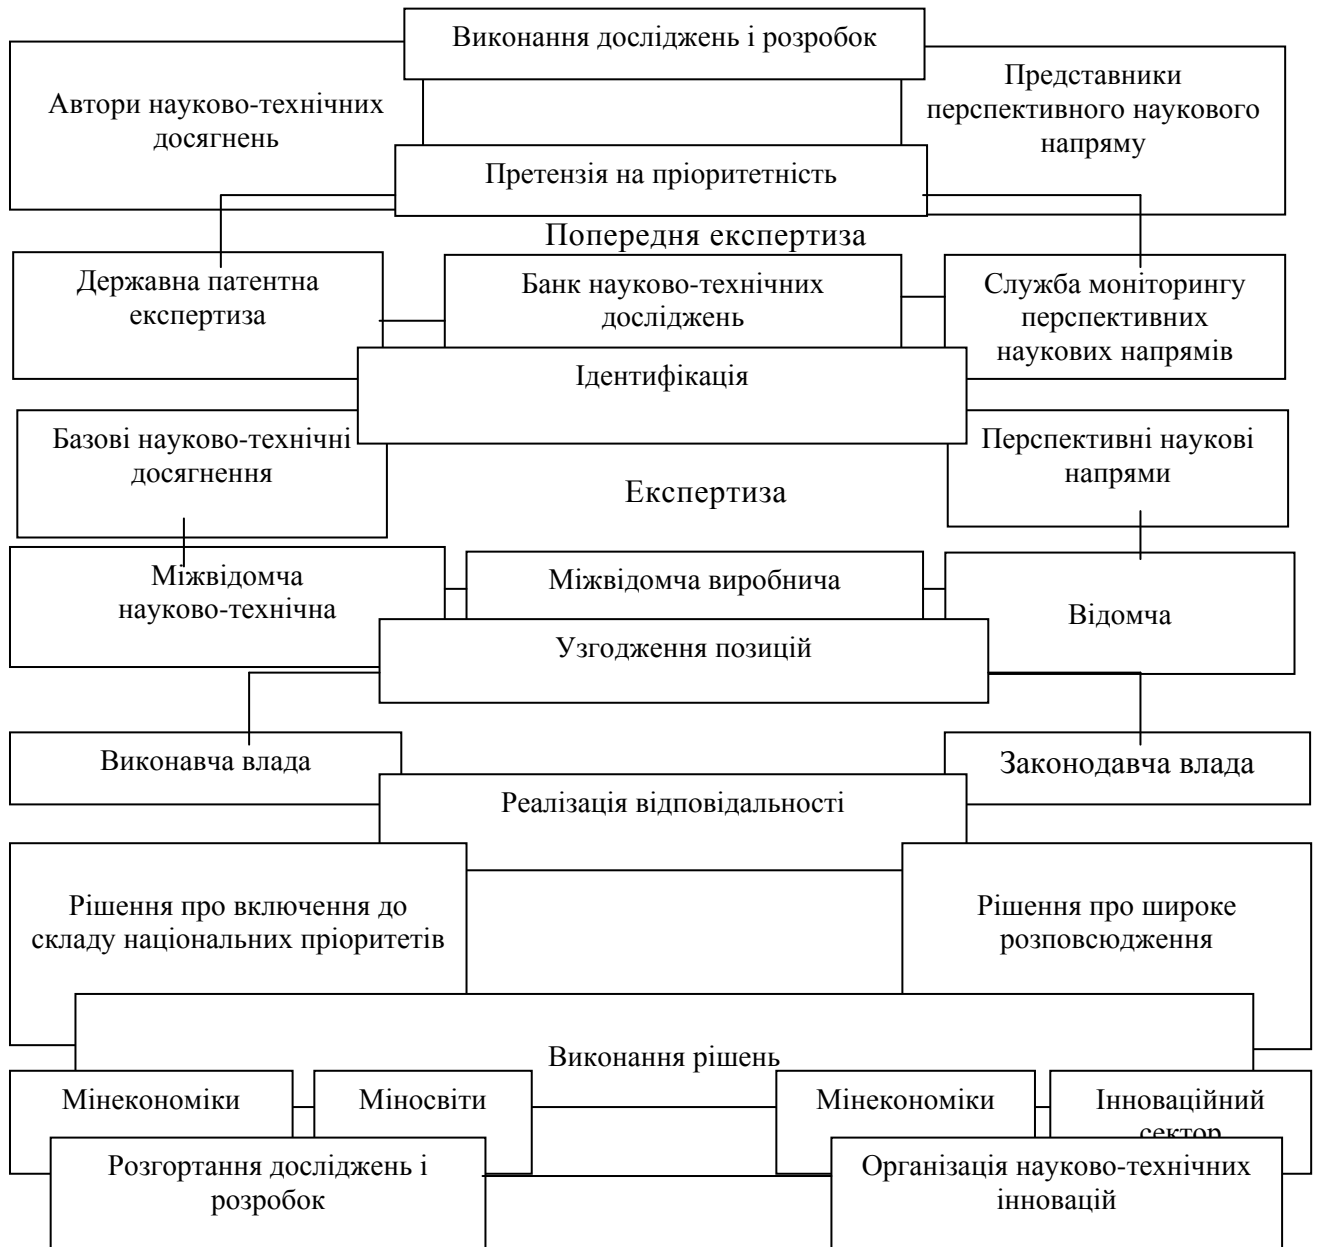 Виконання досліджень і розробок
Автори науково-технічних
досягнень
Представники
перспективного наукового
напряму
Претензія на пріоритетність
Попередня експертиза
Державна патентна
експертиза
Банк науково-технічних
досліджень
Служба моніторингу
перспективних
наукових напрямів
Ідентифікація
Базові науково-технічні
досягнення
Перспективні наукові
напрями
Експертиза
Міжвідомча
науково-технічна
Міжвідомча виробнича
Відомча
Узгодження позицій
Виконавча влада
Законодавча влада
Реалізація відповідальності
Рішення про включення до
складу національних пріоритетів
Рішення про широке
розповсюдження
Виконання рішень
Мінекономіки
Міносвіти
Мінекономіки
Інноваційний
сектор
Розгортання досліджень і
розробок
Організація науково-технічних
інновацій